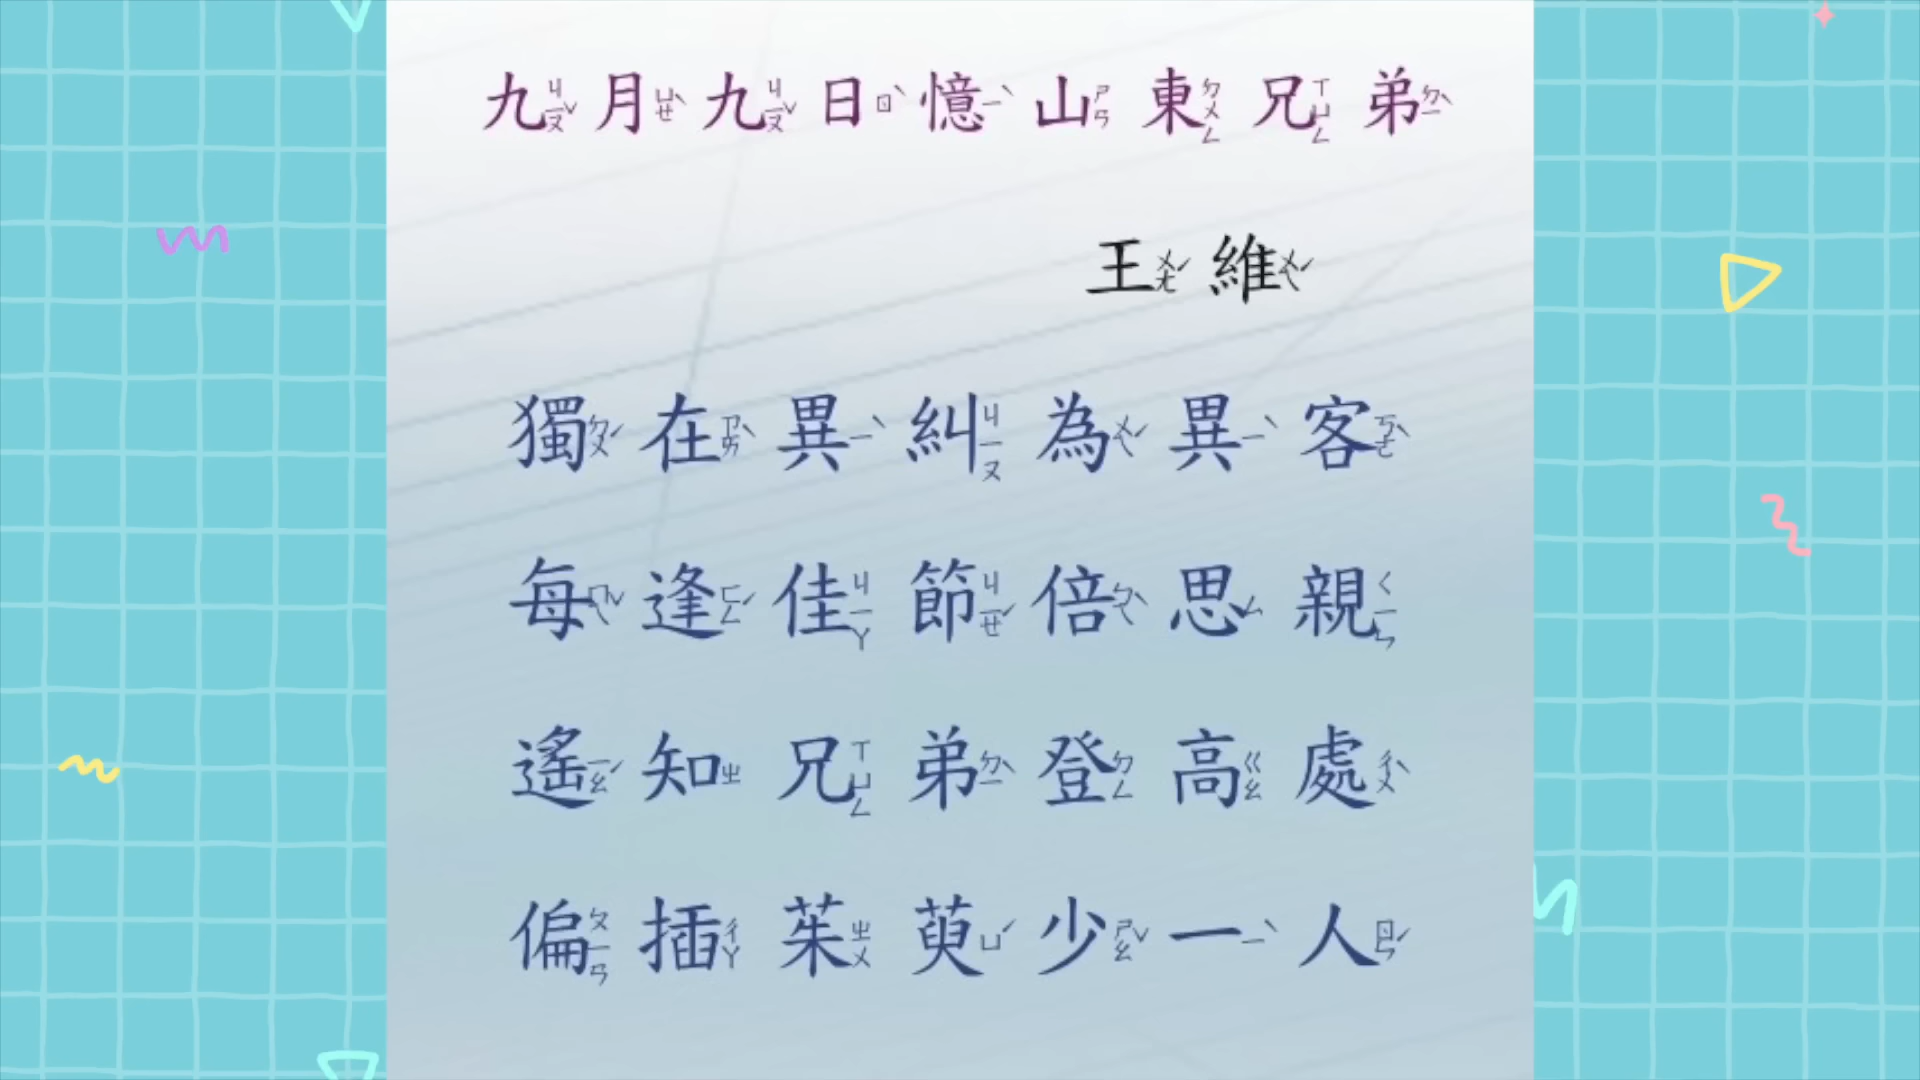 九月九日憶山東兄弟
王維
獨在異糾為異客
每逢佳節倍思親
遙知兄弟登高處
偏插茱萸少一人